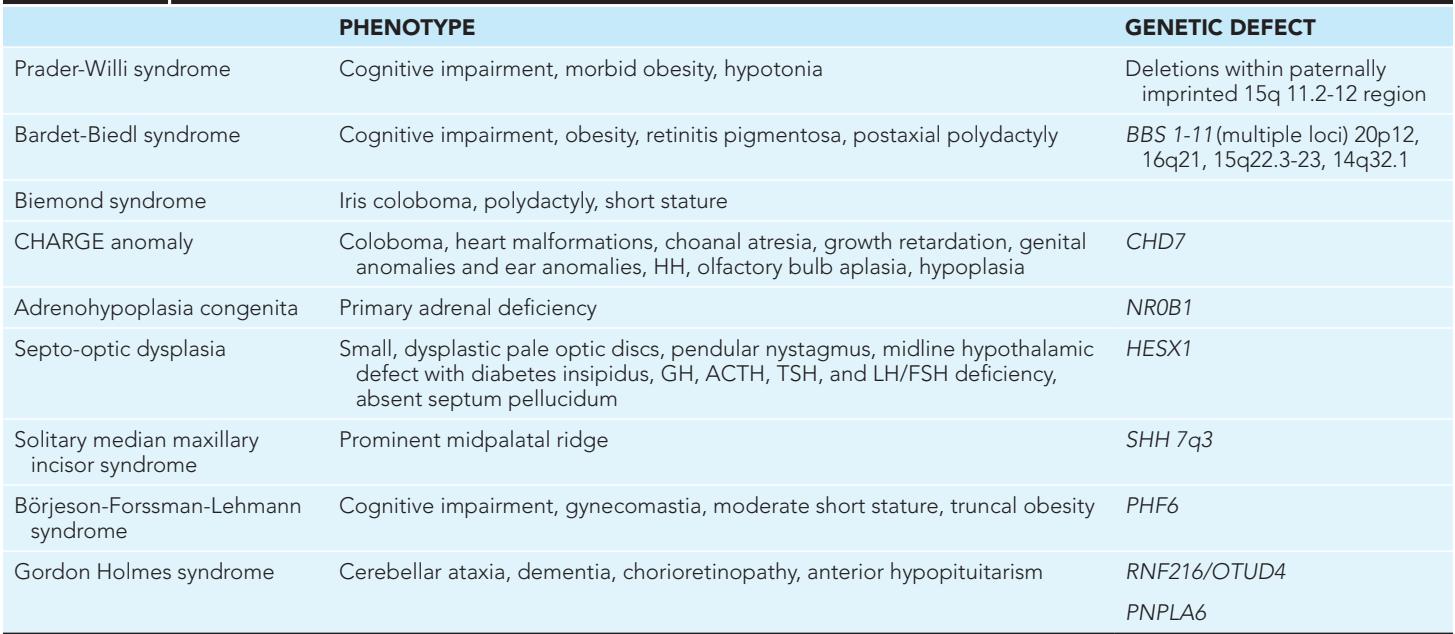 PHENOTYPE GENETIC DEFECT
Prader-Willi syndrome Cognitive impairment, morbid obesity, hypotonia Deletions within paternally
imprinted 15q 11.2-12 region
Bardet-Biedl syndrome Cognitive impairment, obesity, retinitis pigmentosa, postaxial polydactyly BBS 1-11(multiple loci) 20p12,
16q21, 15q22.3-23, 14q32.1
Biemond syndrome Iris coloboma, polydactyly, short stature
CHARGE anomaly Coloboma, heart malformations, choanal atresia, growth retardation, genital CHD7
anomalies and ear anomalies, HH, olfactory bulb aplasia, hypoplasia
Adrenohypoplasia congenita Primary adrenal deficiency NR0B1
Septo-optic dysplasia Small, dysplastic pale optic discs, pendular nystagmus, midline hypothalamic HESX1
defect with diabetes insipidus, GH, ACTH, TSH, and LH/FSH deficiency,
absent septum pellucidum
Solitary median maxillary Prominent midpalatal ridge SHH 7q3
incisor syndrome
Börjeson-Forssman-Lehmann Cognitive impairment, gynecomastia, moderate short stature, truncal obesity PHF6
syndrome
Gordon Holmes syndrome Cerebellar ataxia, dementia, chorioretinopathy, anterior hypopituitarism RNF216/OTUD4
PNPLA6